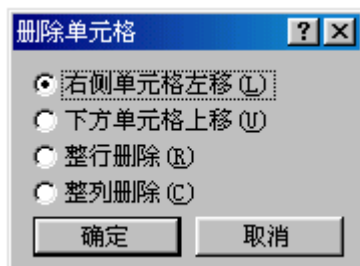 删除单元格
右侧单元格左移(L)
下方单元格上移(U)
整行删除(R)
整列删除(C)
确定 取消